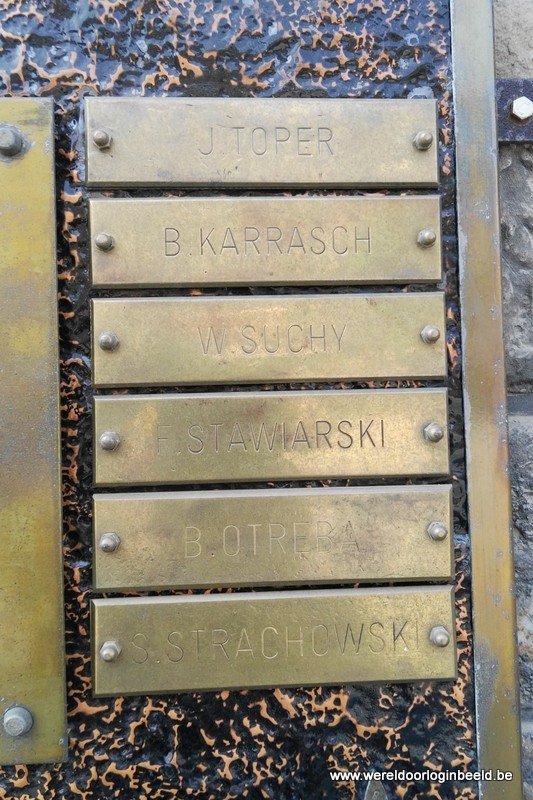 J. TOPER
B. KARRASCH
W. SUCHY
F. STAWIARSKI
B. OTREBA
S. STRACHOWSKI
www.wereldoorloginbeeld.be